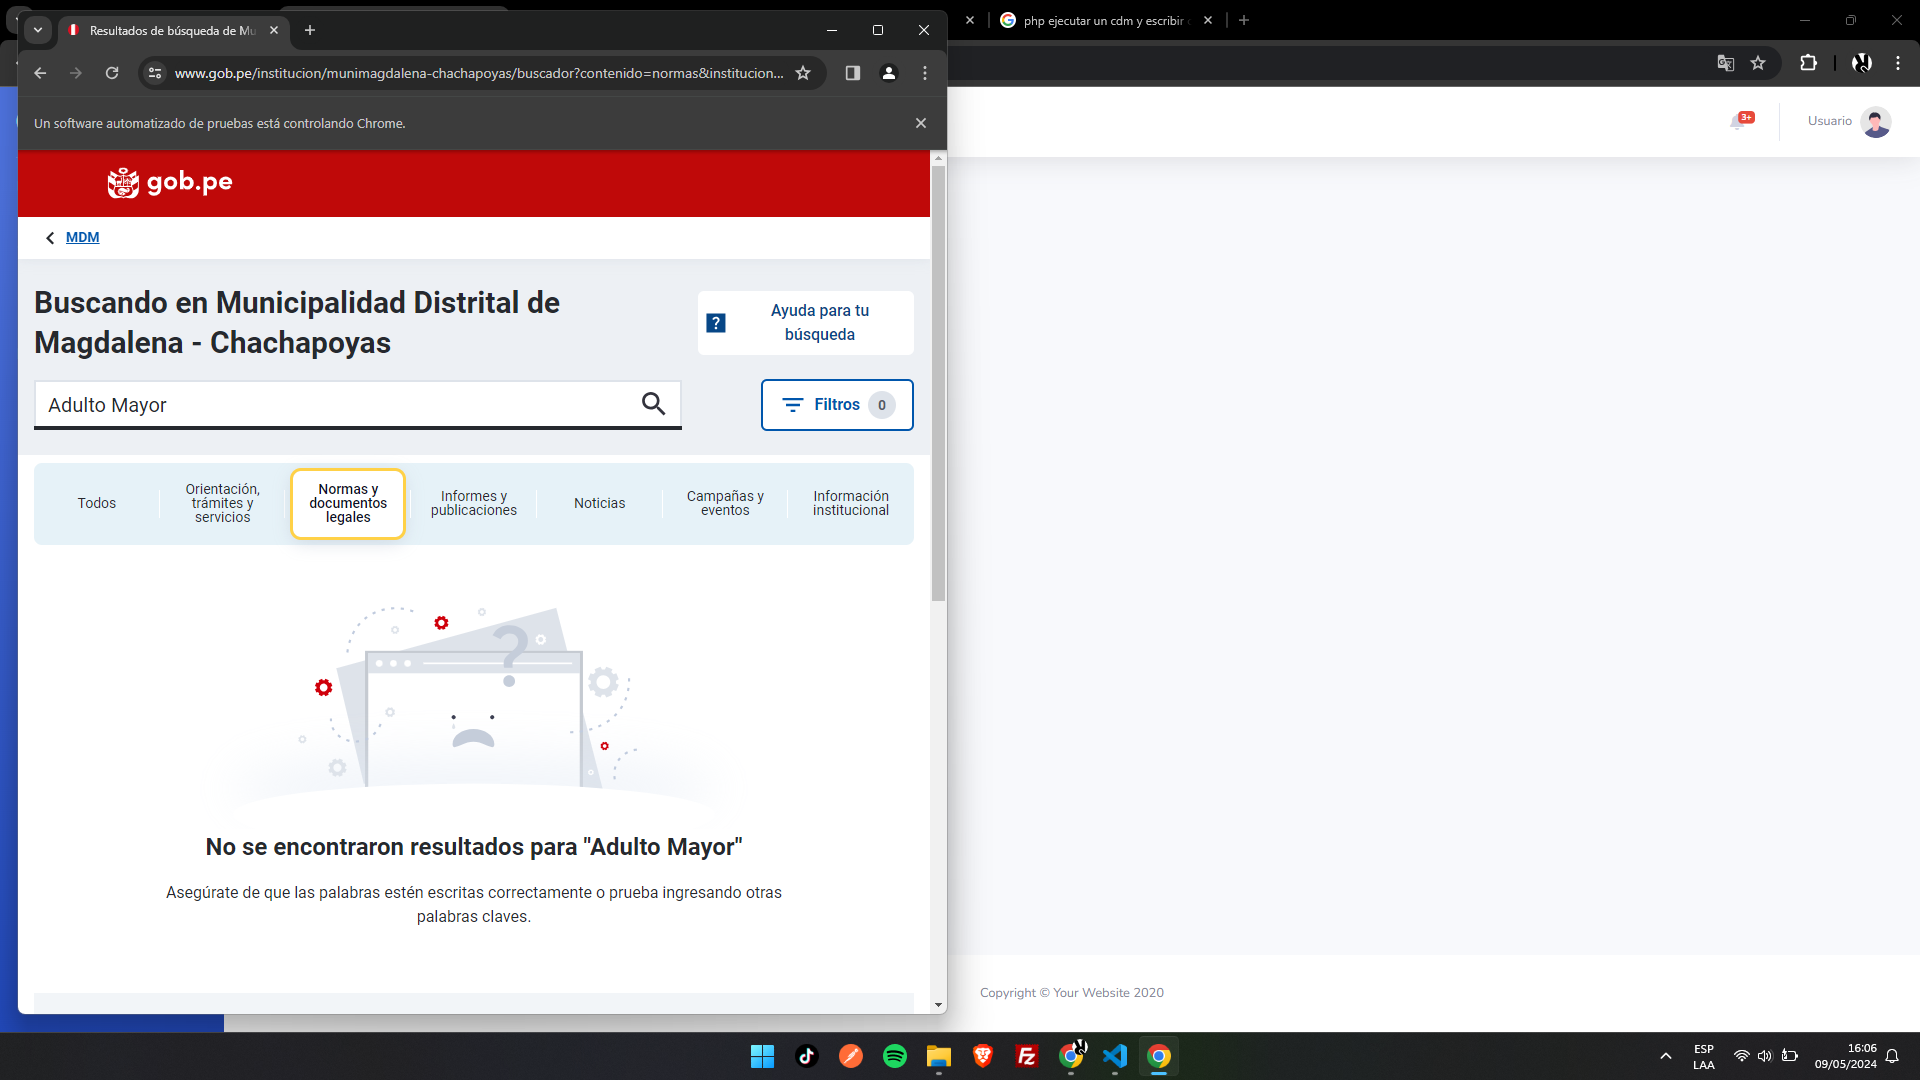 Resultados de búsqueda de Mu
php ejecutar un cdm y escribir
www.gob.pe/institucion/munimagdalena-chachapoyas/buscador?contenido=normas&institucion...
Un software automatizado de pruebas está controlando Chrome.
3+
Usuario
gob.pe
MDM
Buscando en Municipalidad Distrital de
Magdalena - Chachapoyas
?
Ayuda para tu
búsqueda
Adulto Mayor
Filtros 0
Todos
Orientación,
trámites y
servicios
Normas y
documentos
legales
Informes y
publicaciones
Noticias
Campañas y
eventos
Información
institucional
?
No se encontraron resultados para "Adulto Mayor"
Asegúrate de que las palabras estén escritas correctamente o prueba ingresando otras
palabras claves.
Copyright © Your Website 2020
Fz
ESP
LAA
16:06
09/05/2024